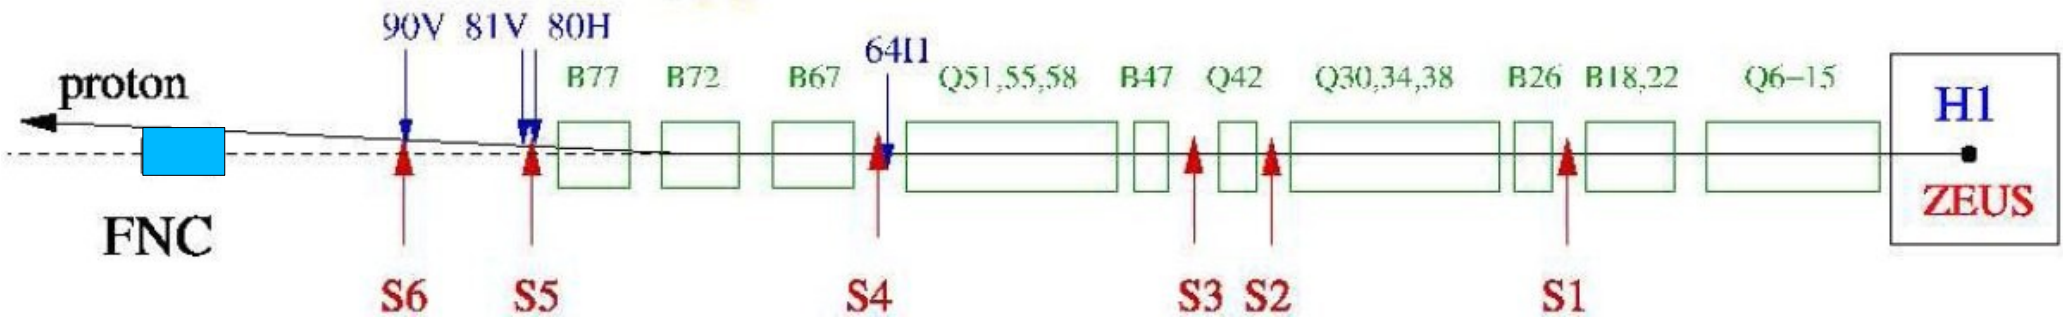 90V 81V 80H
64H
proton
B77 B72 B67 Q51,55,58 B47 Q42 Q30,34,38 B26 B18,22 Q6−15
H1
ZEUS
FNC
S6 S5 S4 S3 S2 S1